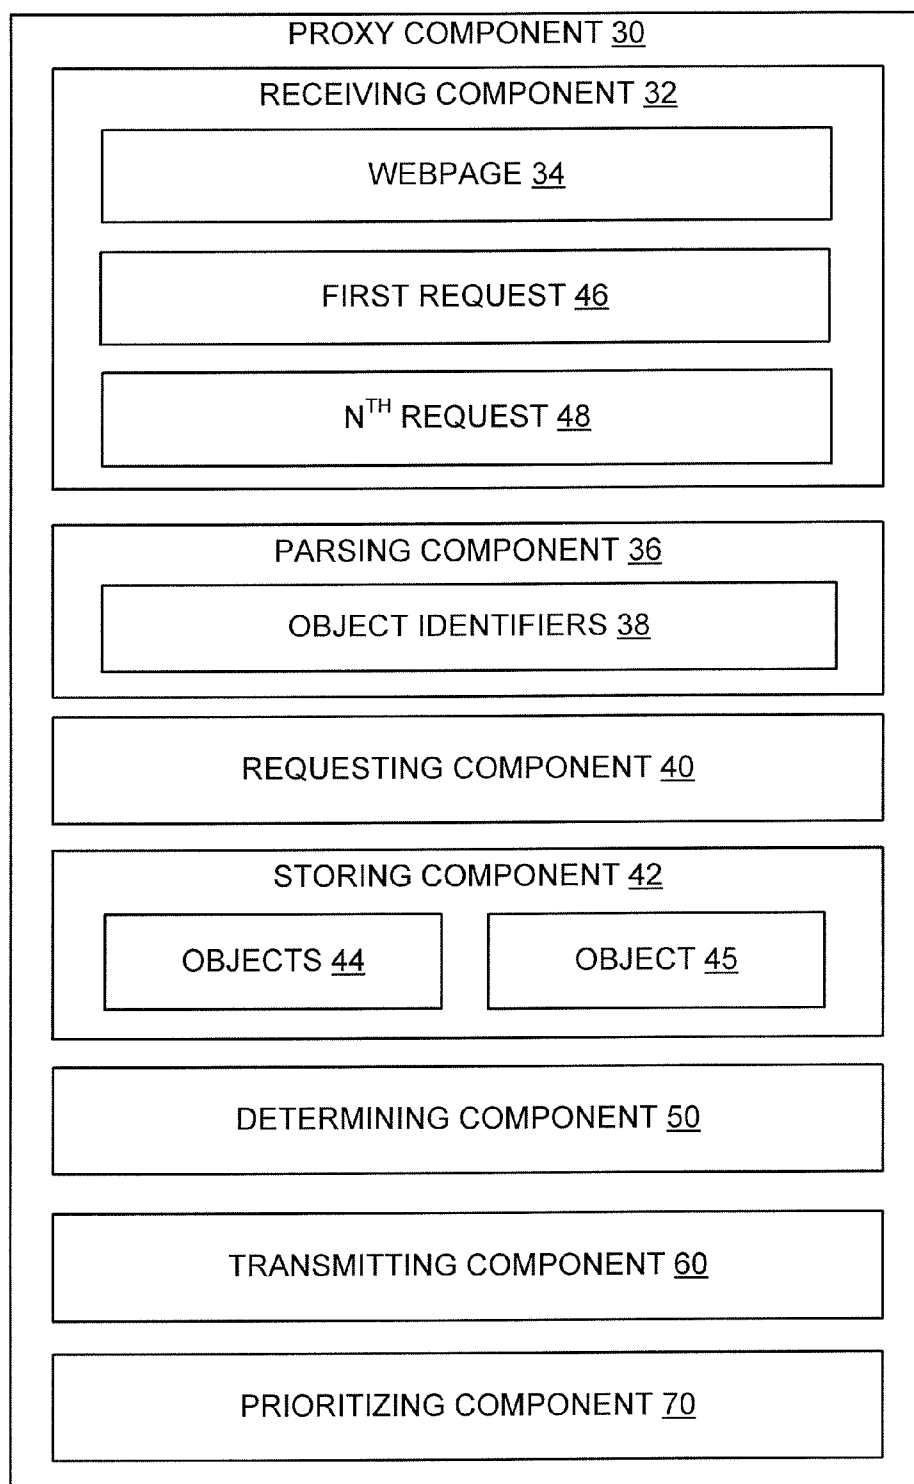 PROXY COMPONENT 30
RECEIVING COMPONENT 32
WEBPAGE 34
FIRST REQUEST 46
N^TH REQUEST 48
PARSING COMPONENT 36
OBJECT IDENTIFIERS 38
REQUESTING COMPONENT 40
STORING COMPONENT 42
OBJECTS 44
OBJECT 45
DETERMINING COMPONENT 50
TRANSMITTING COMPONENT 60
PRIORITIZING COMPONENT 70